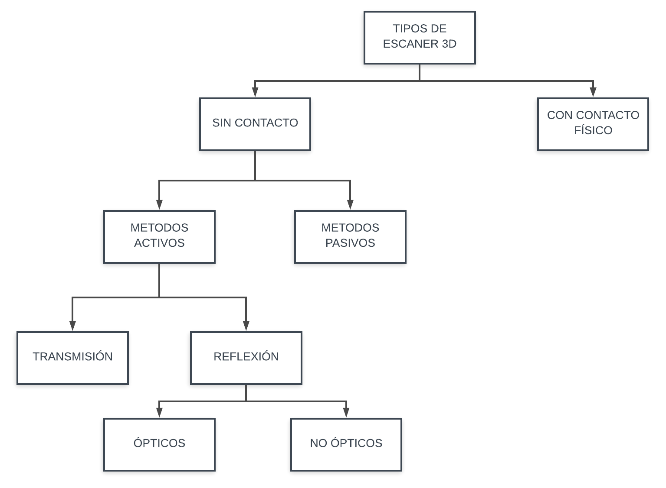 TIPOS DE
ESCANER 3D
SIN CONTACTO
CON CONTACTO
FÍSICO
METODOS
ACTIVOS
METODOS
PASIVOS
TRANSMISIÓN
REFLEXIÓN
ÓPTICOS
NO ÓPTICOS